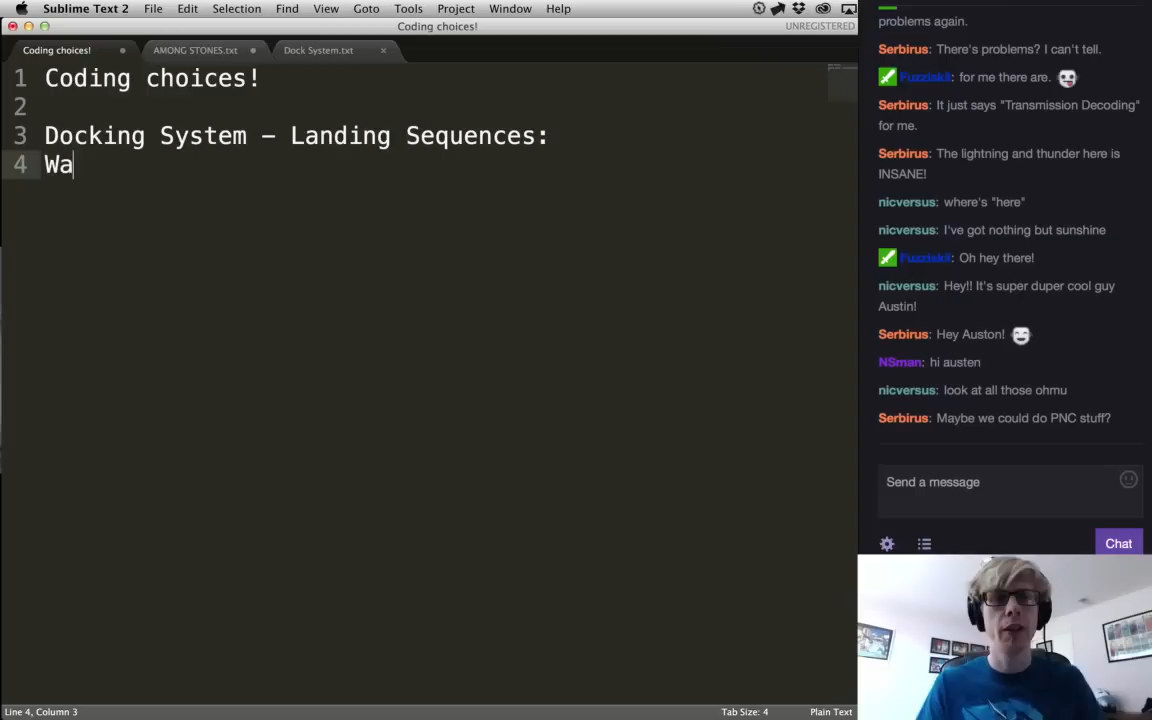 Sublime Text 2 File Edit Selection Find View Goto Tools Project Window Help
Coding choices!
UNREGISTERED
Coding choices! AMONG STONES.txt Dock System.txt
1 Coding choices!
2
3 Docking System - Landing Sequences:
4 Wa
Line 4, Column 3
Tab Size: 4
Plain Text
problems again.
Serbirus: There's problems? I can't tell.
Fuzziskii: for me there are.
Serbirus: It just says "Transmission Decoding"
for me.
Serbirus: The lightning and thunder here is
INSANE!
nicversus: where's "here"
nicversus: I've got nothing but sunshine
Fuzziskii: Oh hey there!
nicversus: Hey!! It's super duper cool guy
Austin!
Serbirus: Hey Auston!
NSman: hi austen
nicversus: look at all those ohmu
Serbirus: Maybe we could do PNC stuff?
Send a message
Chat